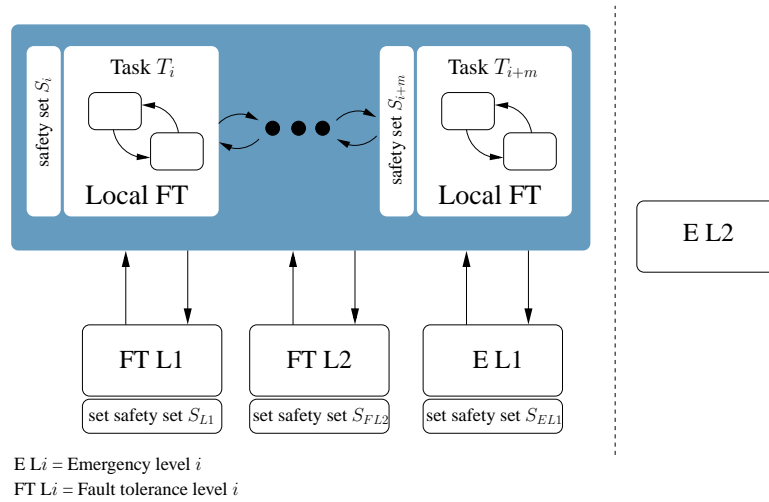 safety set S_i
Task T_i
Local FT
safety set S_{i+m}
Task T_{i+m}
Local FT
E L2
FT L1
FT L2
E L1
set safety set S_{L1}
set safety set S_{FL2}
set safety set S_{EL1}
E Li = Emergency level i
FT Li = Fault tolerance level i